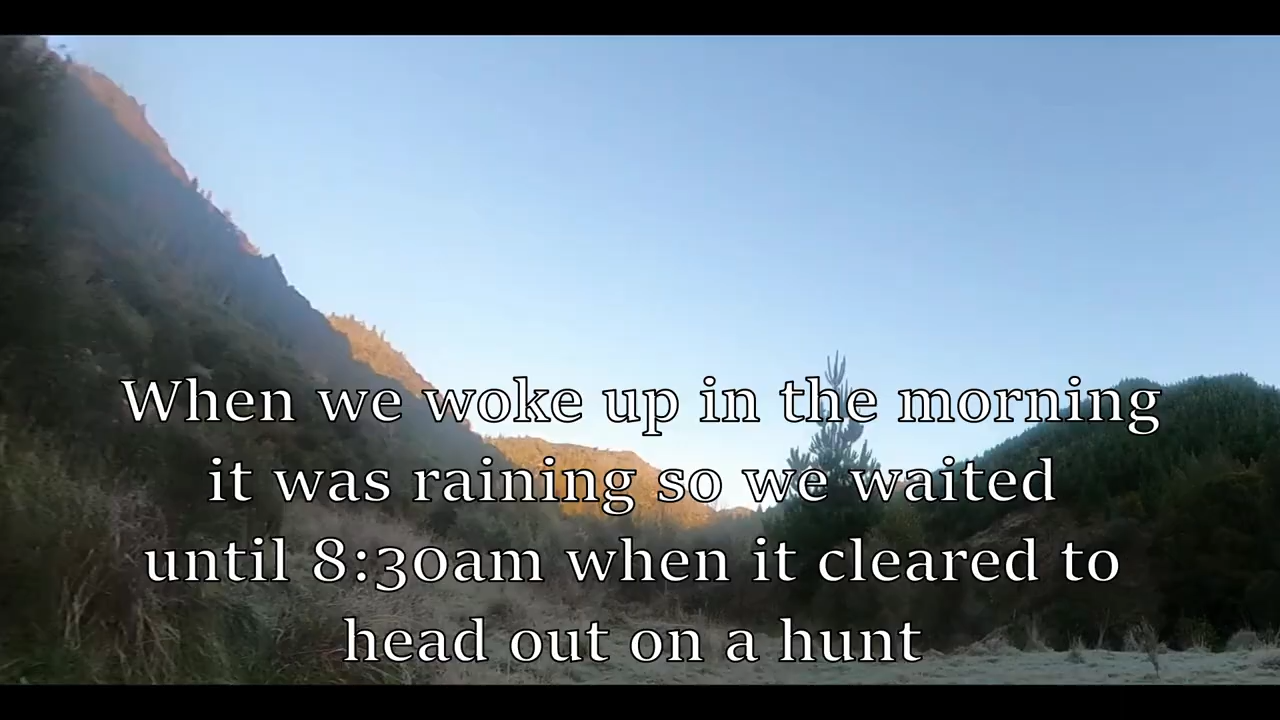 When we woke up in the morning
it was raining so we waited
until 8:30am when it cleared to
head out on a hunt